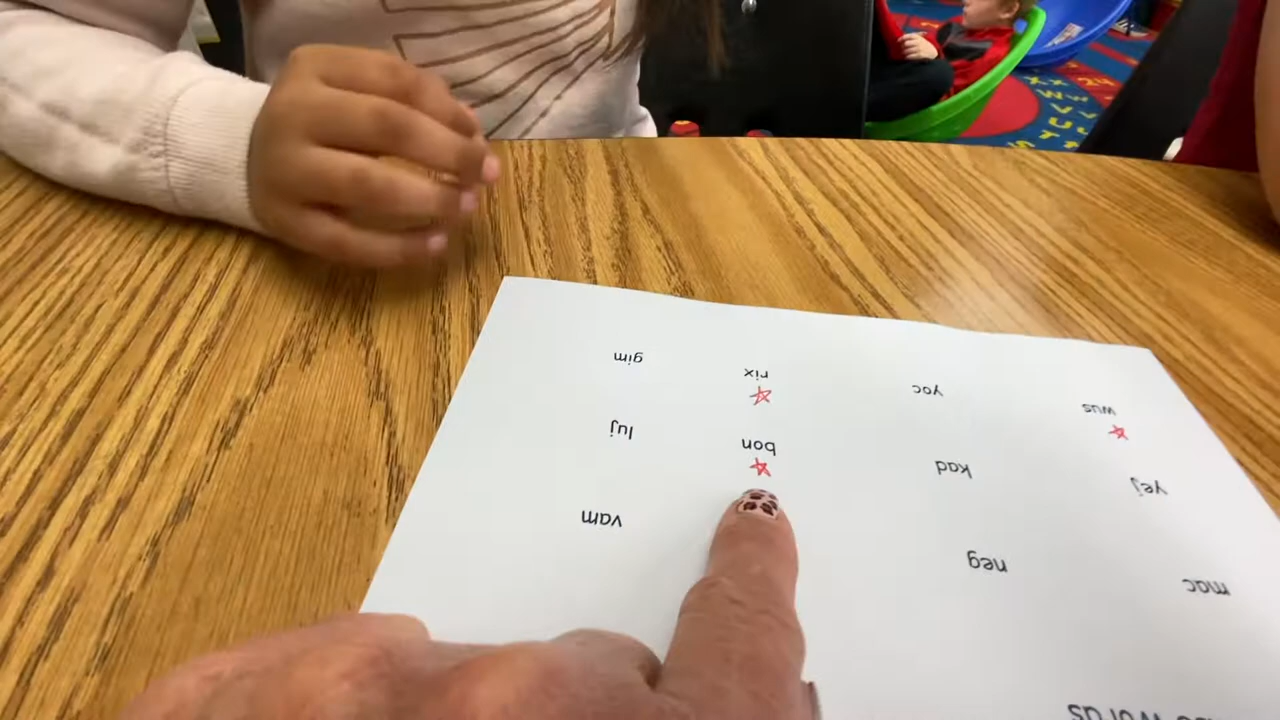 words
mac neg vam
yej kad bon luj
wus yoc rix gim